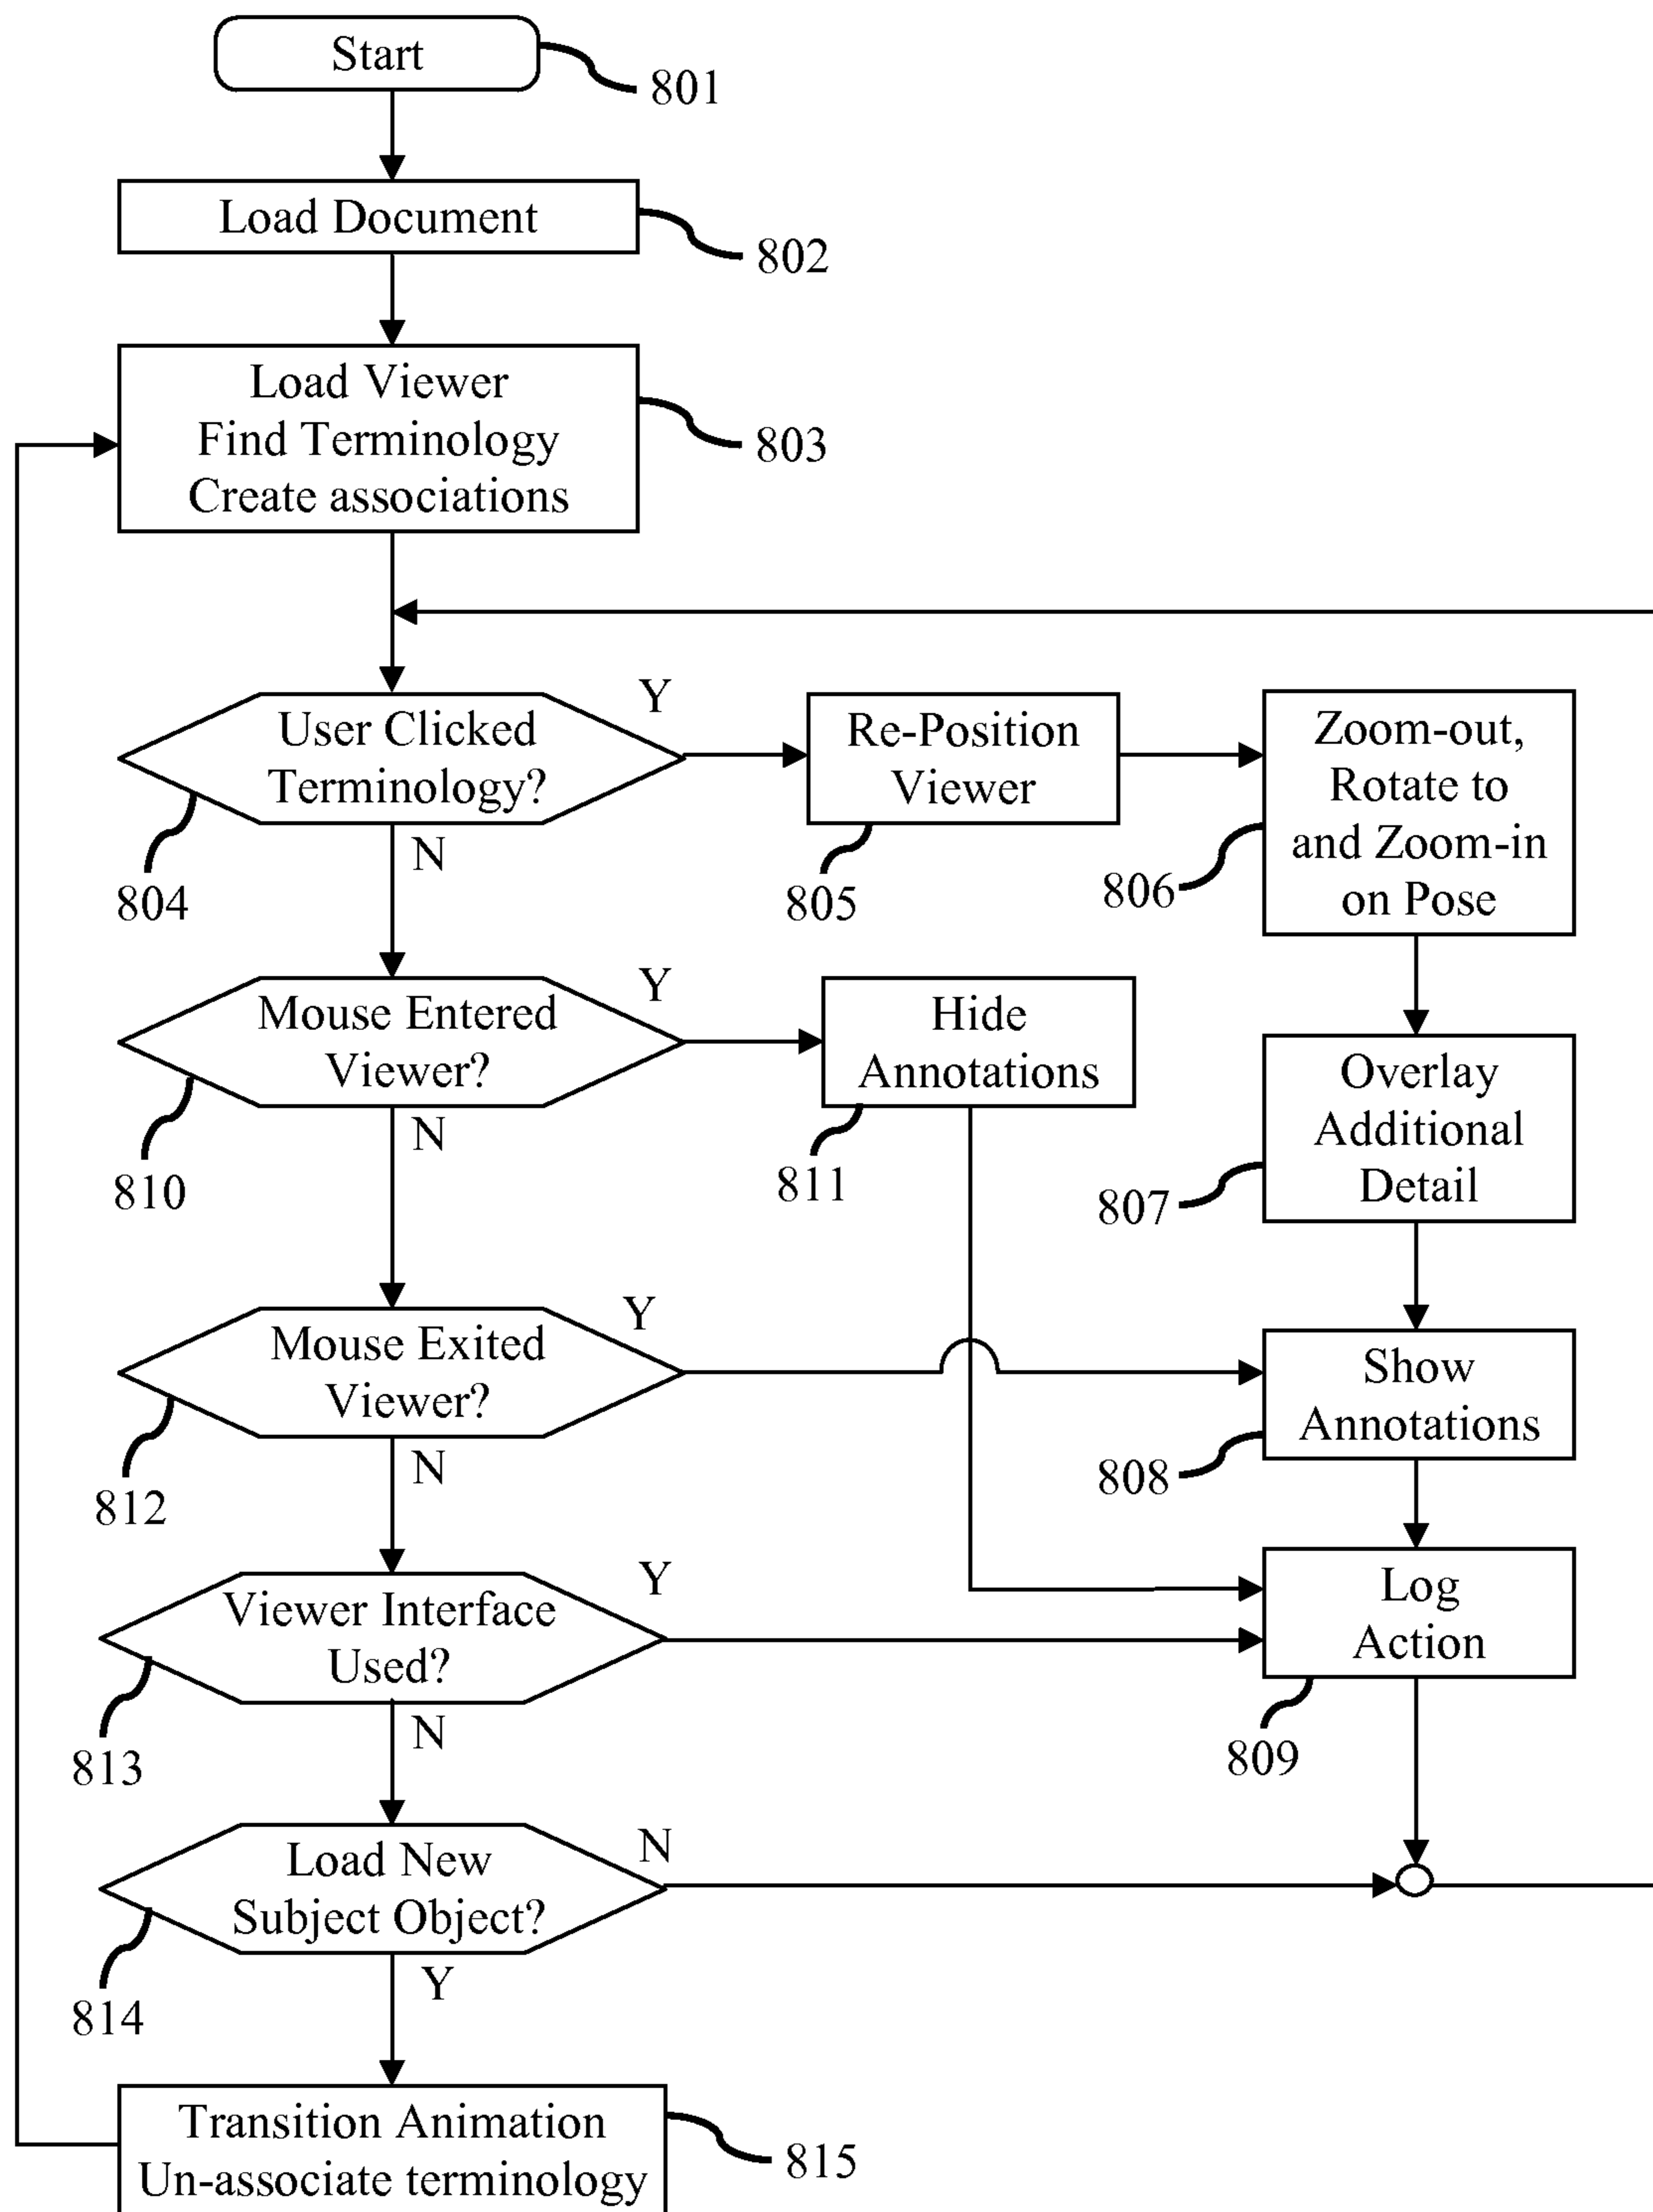 Start
801
Load Document
802
Load Viewer
Find Terminology
Create associations
803
User Clicked
Terminology?
Y
N
804
Re-Position
Viewer
805
Zoom-out,
Rotate to
and Zoom-in
on Pose
806
Mouse Entered
Viewer?
Y
N
810
Hide
Annotations
811
Overlay
Additional
Detail
807
Mouse Exited
Viewer?
Y
N
812
Show
Annotations
808
Viewer Interface
Used?
Y
N
813
Log
Action
809
Load New
Subject Object?
N
Y
814
Transition Animation
Un-associate terminology
815